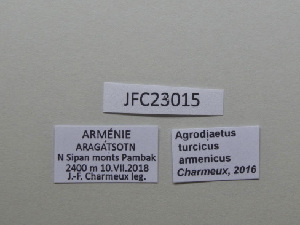 JFC23015
ARMÉNIE
ARAGATSOTN
N Sipan monts Pambak
2400 m 10.VII.2018
J.-F. Charmeux leg.
Agrodiaetus
turcicus
armenicus
Charmeux, 2016